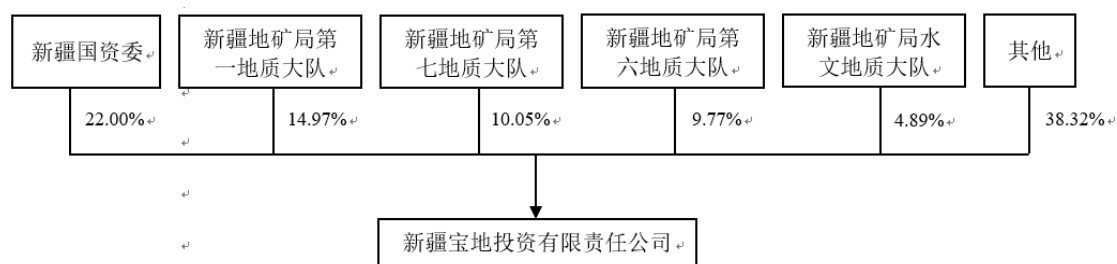 新疆国资委
新疆地矿局第
一地质大队
新疆地矿局第
七地质大队
新疆地矿局第
六地质大队
新疆地矿局水
文地质大队
其他
22.00%
14.97%
10.05%
9.77%
4.89%
38.32%
新疆宝地投资有限责任公司